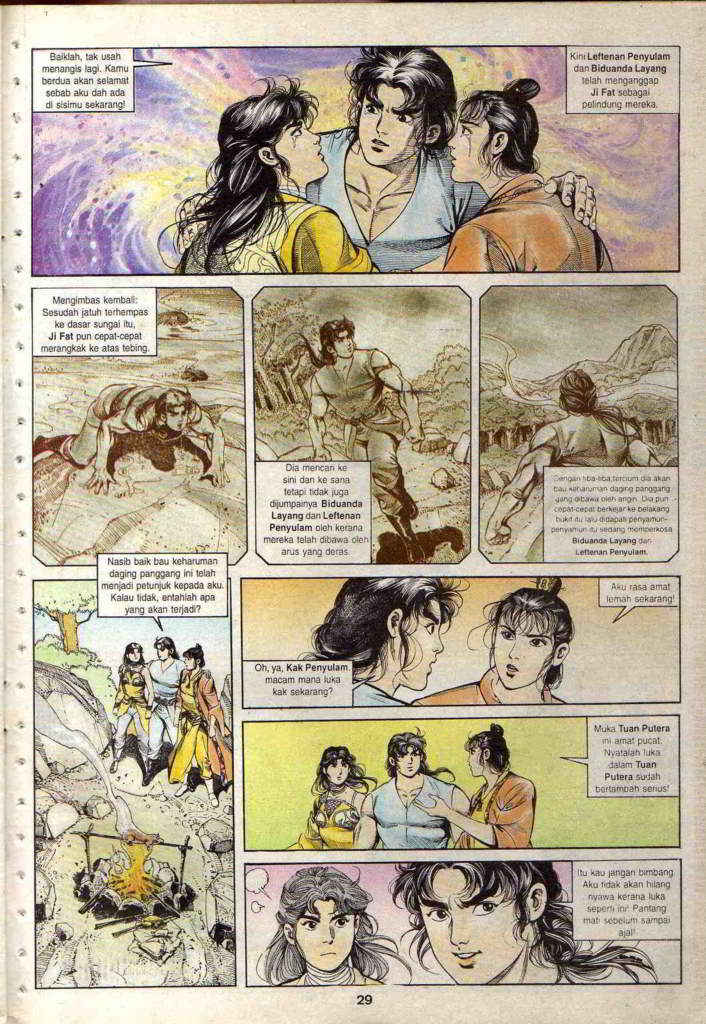 Baiklah, tak usah
menangis lagi. Kamu
berdua akan selamat
sebab aku dah ada
di sisimu sekarang!
Kini Leftenan Penyulam
dan Biduanda Layang
telah menganggap
Ji Fat sebagai
pelindung mereka.
Mengimbas kembali:
Sesudah jatuh terhempas
ke dasar sungai itu,
Ji Fat pun cepat-cepat
merangkak ke atas tebing.
Dia mencari ke
sini dan ke sana
tetapi tidak juga
dijumpainya Biduanda
Layang dan Leftenan
Penyulam oleh kerana
mereka telah dibawa oleh
arus yang deras.
Dengan tiba-tiba, tercium dia akan
bau keharuman daging panggang
yang dibawa oleh angin. Dia pun
cepat-cepat berkejar ke belakang
bukit itu lalu didapati penyamun-
penyamun itu sedang memperkosa
Biduanda Layang dan
Leftenan Penyulam.
Nasib baik bau keharuman
daging panggang ini telah
menjadi petunjuk kepada aku.
Kalau tidak, entahlah apa
yang akan terjadi?
Aku rasa amat
lemah sekarang!
Oh, ya, Kak Penyulam,
macam mana luka
kak sekarang?
Muka Tuan Putera
ini amat pucat.
Nyatalah luka
dalam Tuan
Putera sudah
bertambah serius!
Itu kau jangan bimbang.
Aku tidak akan hilang
nyawa kerana luka
seperti ini! Pantang
mati sebelum sampai
ajal!
29